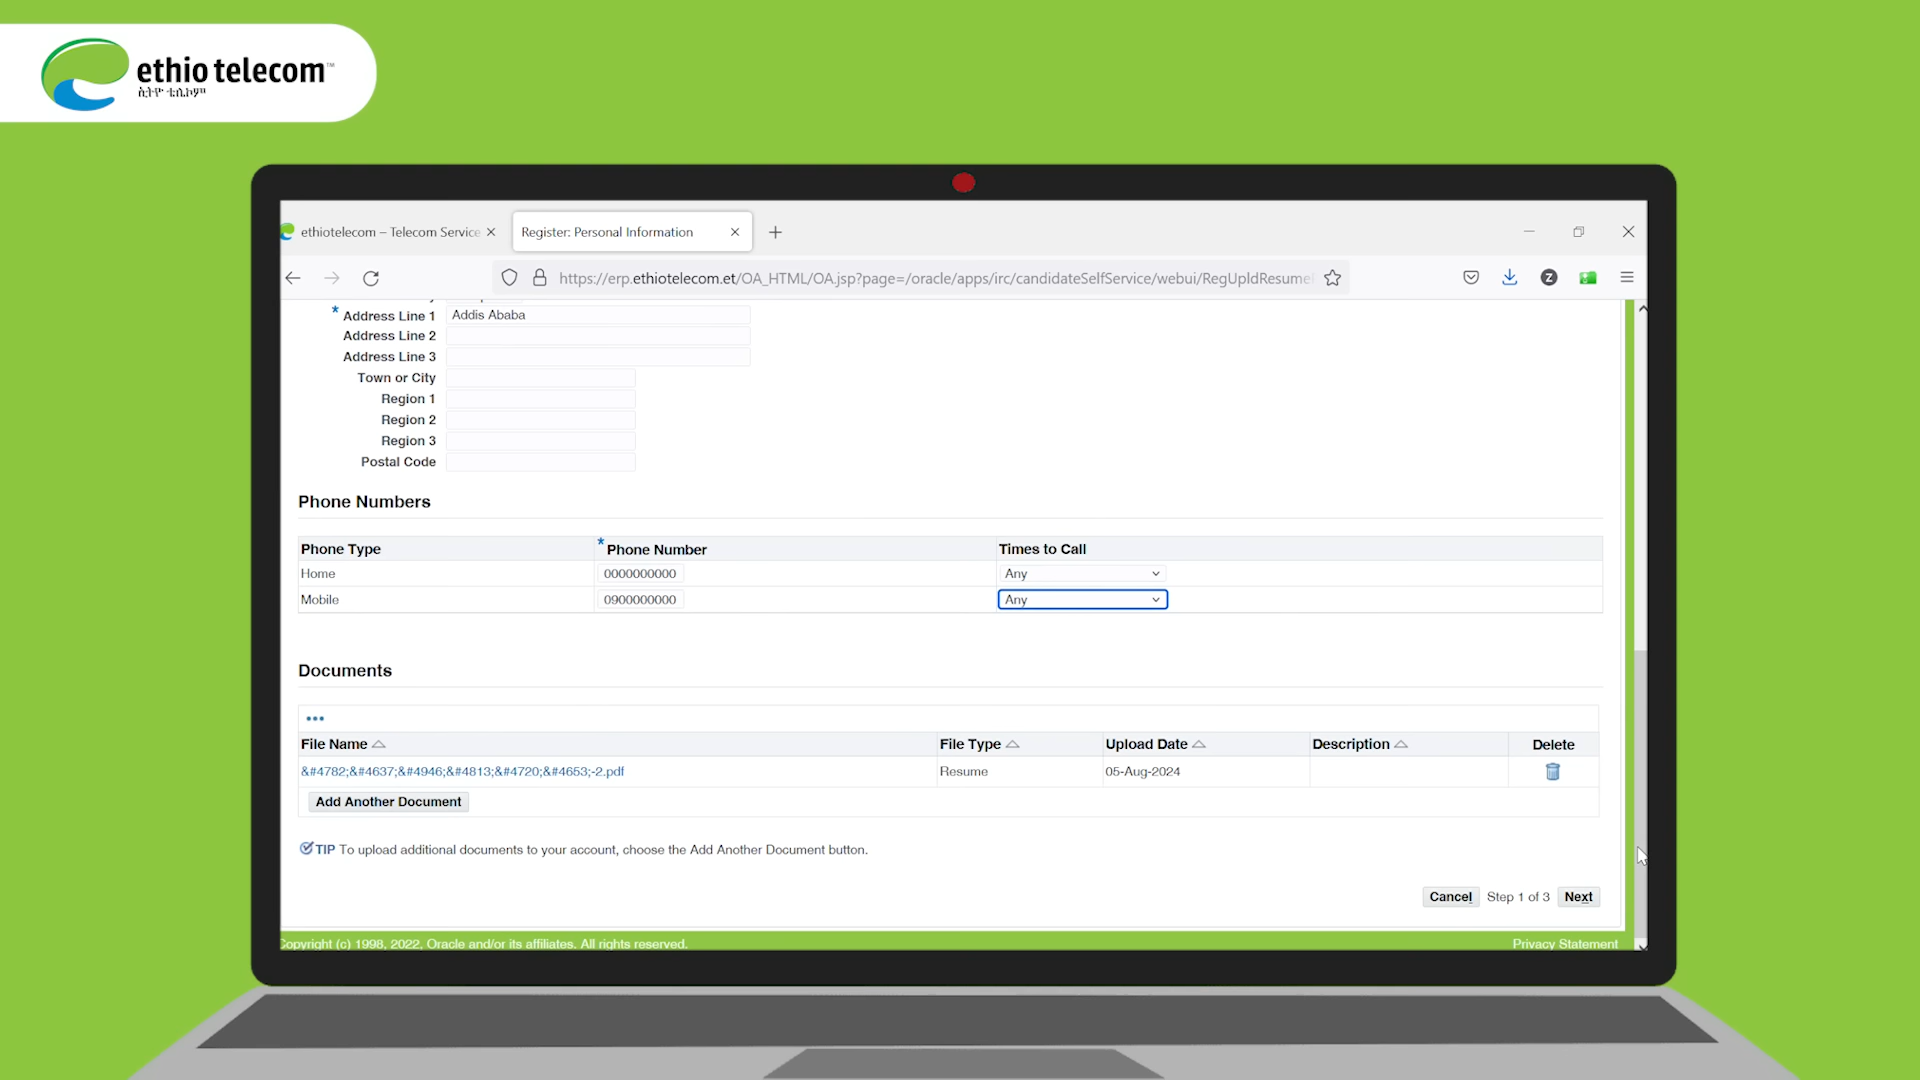 ethio telecom™
ኢትዮ ቴሌኮም
ethiotelecom – Telecom Service
Register: Personal Information
https://erp.ethiotelecom.et/OA_HTML/OA.jsp?page=/oracle/apps/irc/candidateSelfService/webui/RegUpldResume
Z
* Address Line 1 Addis Ababa
Address Line 2
Address Line 3
Town or City
Region 1
Region 2
Region 3
Postal Code
Phone Numbers
Phone Type * Phone Number Times to Call
Home 0000000000 Any
Mobile 0900000000 Any
Documents
File Name File Type Upload Date Description Delete
&#4782;&#4637;&#4946;&#4813;&#4720;&#4653;-2.pdf Resume 05-Aug-2024
Add Another Document
TIP To upload additional documents to your account, choose the Add Another Document button.
Cancel Step 1 of 3 Next
Copyright (c) 1998, 2022, Oracle and/or its affiliates. All rights reserved. Privacy Statement